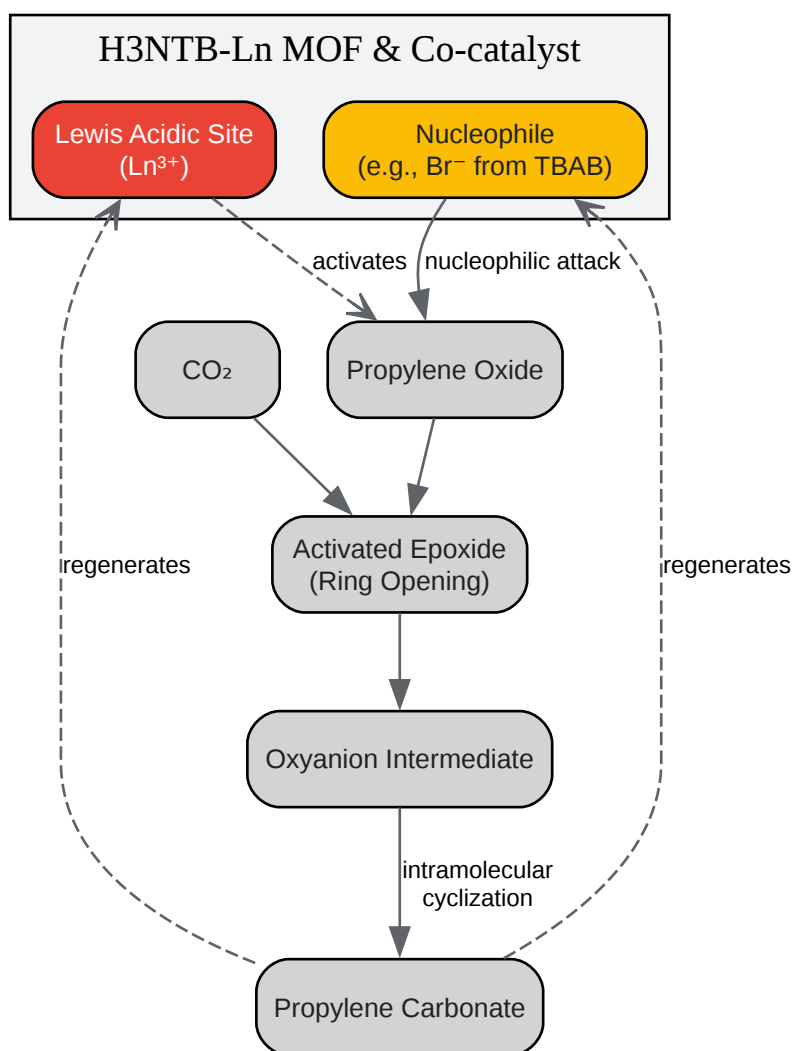 H3NTB-Ln MOF & Co-catalyst
Lewis Acidic Site
(Ln³⁺)
Nucleophile
(e.g., Br⁻ from TBAB)
activates
nucleophilic attack
CO₂
Propylene Oxide
Activated Epoxide
(Ring Opening)
regenerates
regenerates
Oxyanion Intermediate
intramolecular
cyclization
Propylene Carbonate